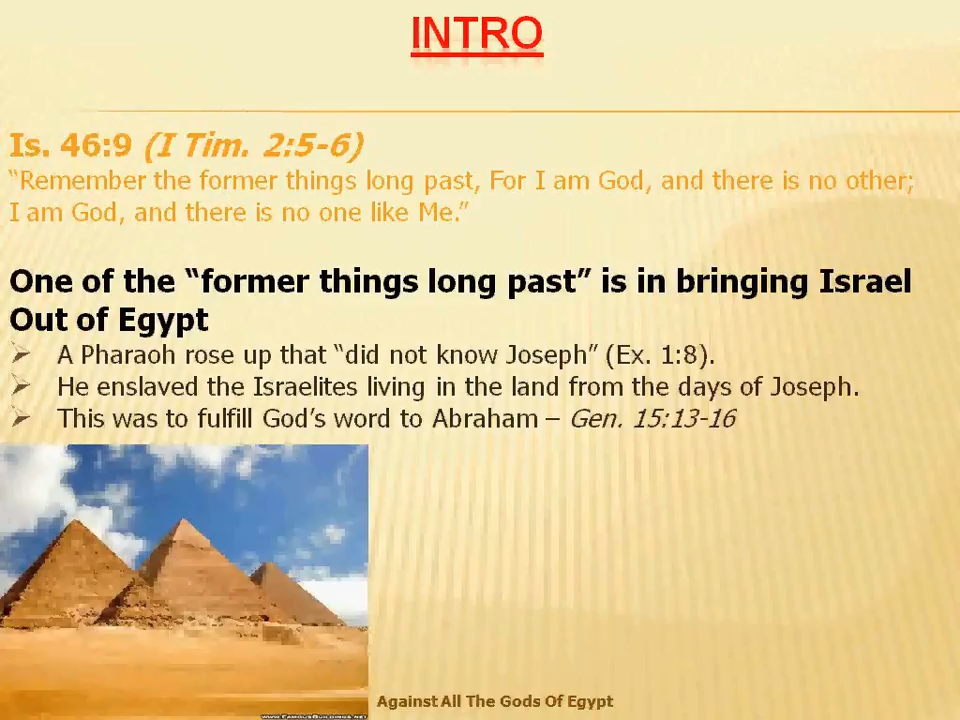 INTRO
Is. 46:9 (I Tim. 2:5-6)
“Remember the former things long past, For I am God, and there is no other;
I am God, and there is no one like Me.”
One of the “former things long past” is in bringing Israel
Out of Egypt
➢ A Pharaoh rose up that “did not know Joseph” (Ex. 1:8).
➢ He enslaved the Israelites living in the land from the days of Joseph.
➢ This was to fulfill God’s word to Abraham – Gen. 15:13-16
www.FamousBuildings.net
Against All The Gods Of Egypt